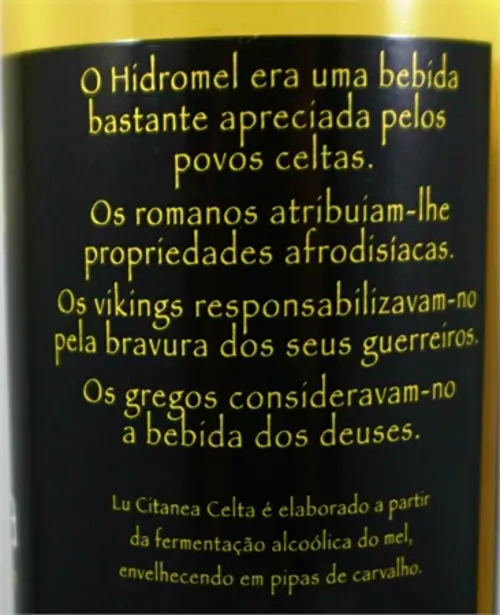 O Hidromel era uma bebida
bastante apreciada pelos
povos celtas.
Os romanos atribuiam-lhe
propriedades afrodisíacas.
Os vikings responsabilizavam-no
pela bravura dos seus guerreiros.
Os gregos consideravam-no
a bebida dos deuses.
Lu Citanea Celta é elaborado a partir
da fermentação alcoólica do mel,
envelhecendo em pipas de carvalho.